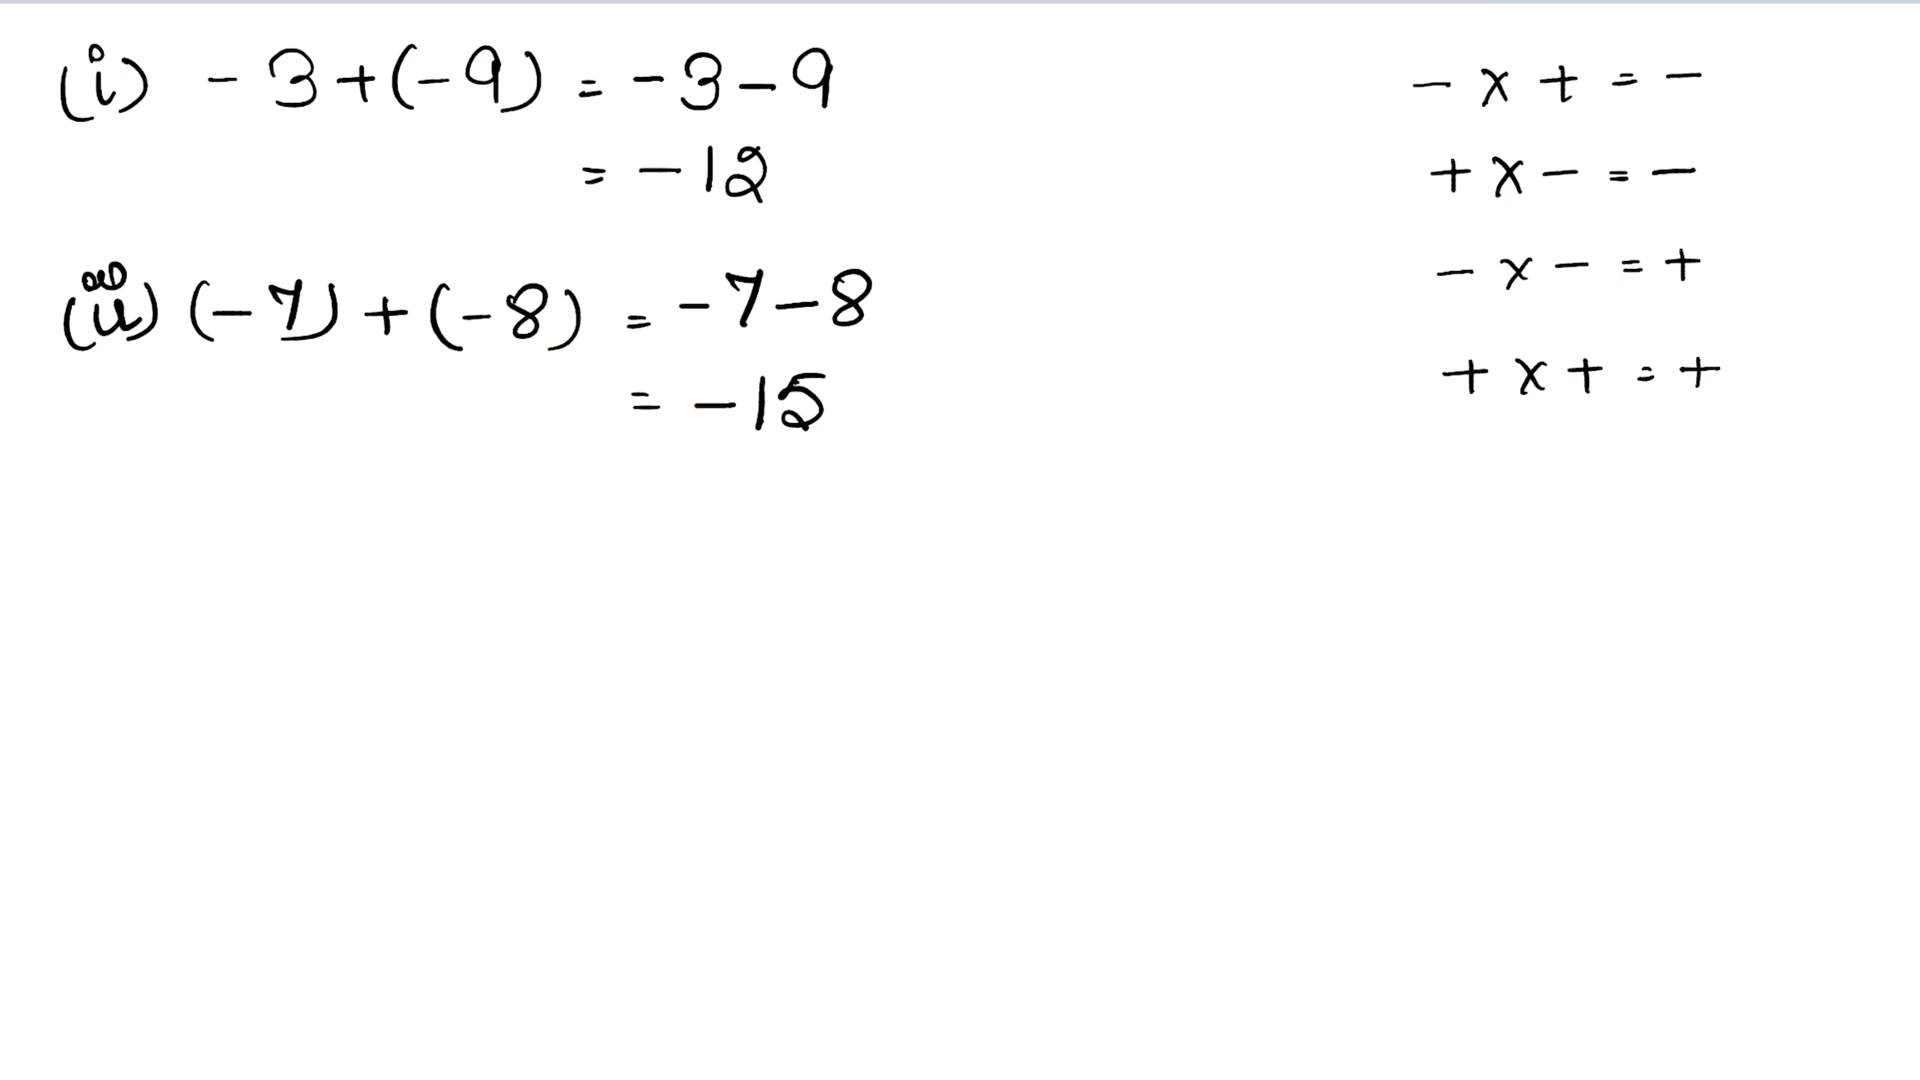 (i) - 3 + (- 9) = - 3 - 9
= - 12
(ii) (- 7) + (- 8) = - 7 - 8
= - 15
- x + = -
+ x - = -
- x - = +
+ x + = +